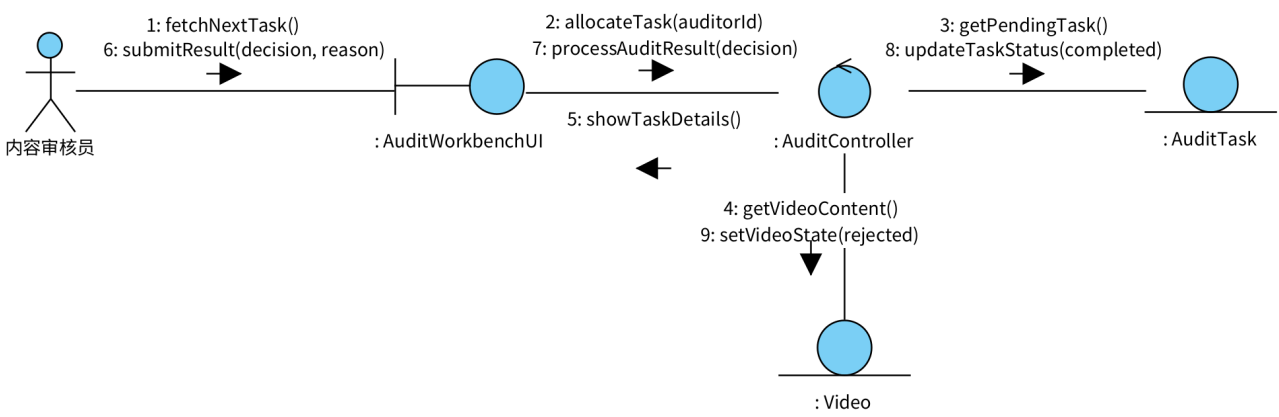 1: fetchNextTask()
6: submitResult(decision, reason)
2: allocateTask(auditorId)
7: processAuditResult(decision)
3: getPendingTask()
8: updateTaskStatus(completed)
5: showTaskDetails()
内容审核员
: AuditWorkbenchUI
: AuditController
: AuditTask
4: getVideoContent()
9: setVideoState(rejected)
: Video